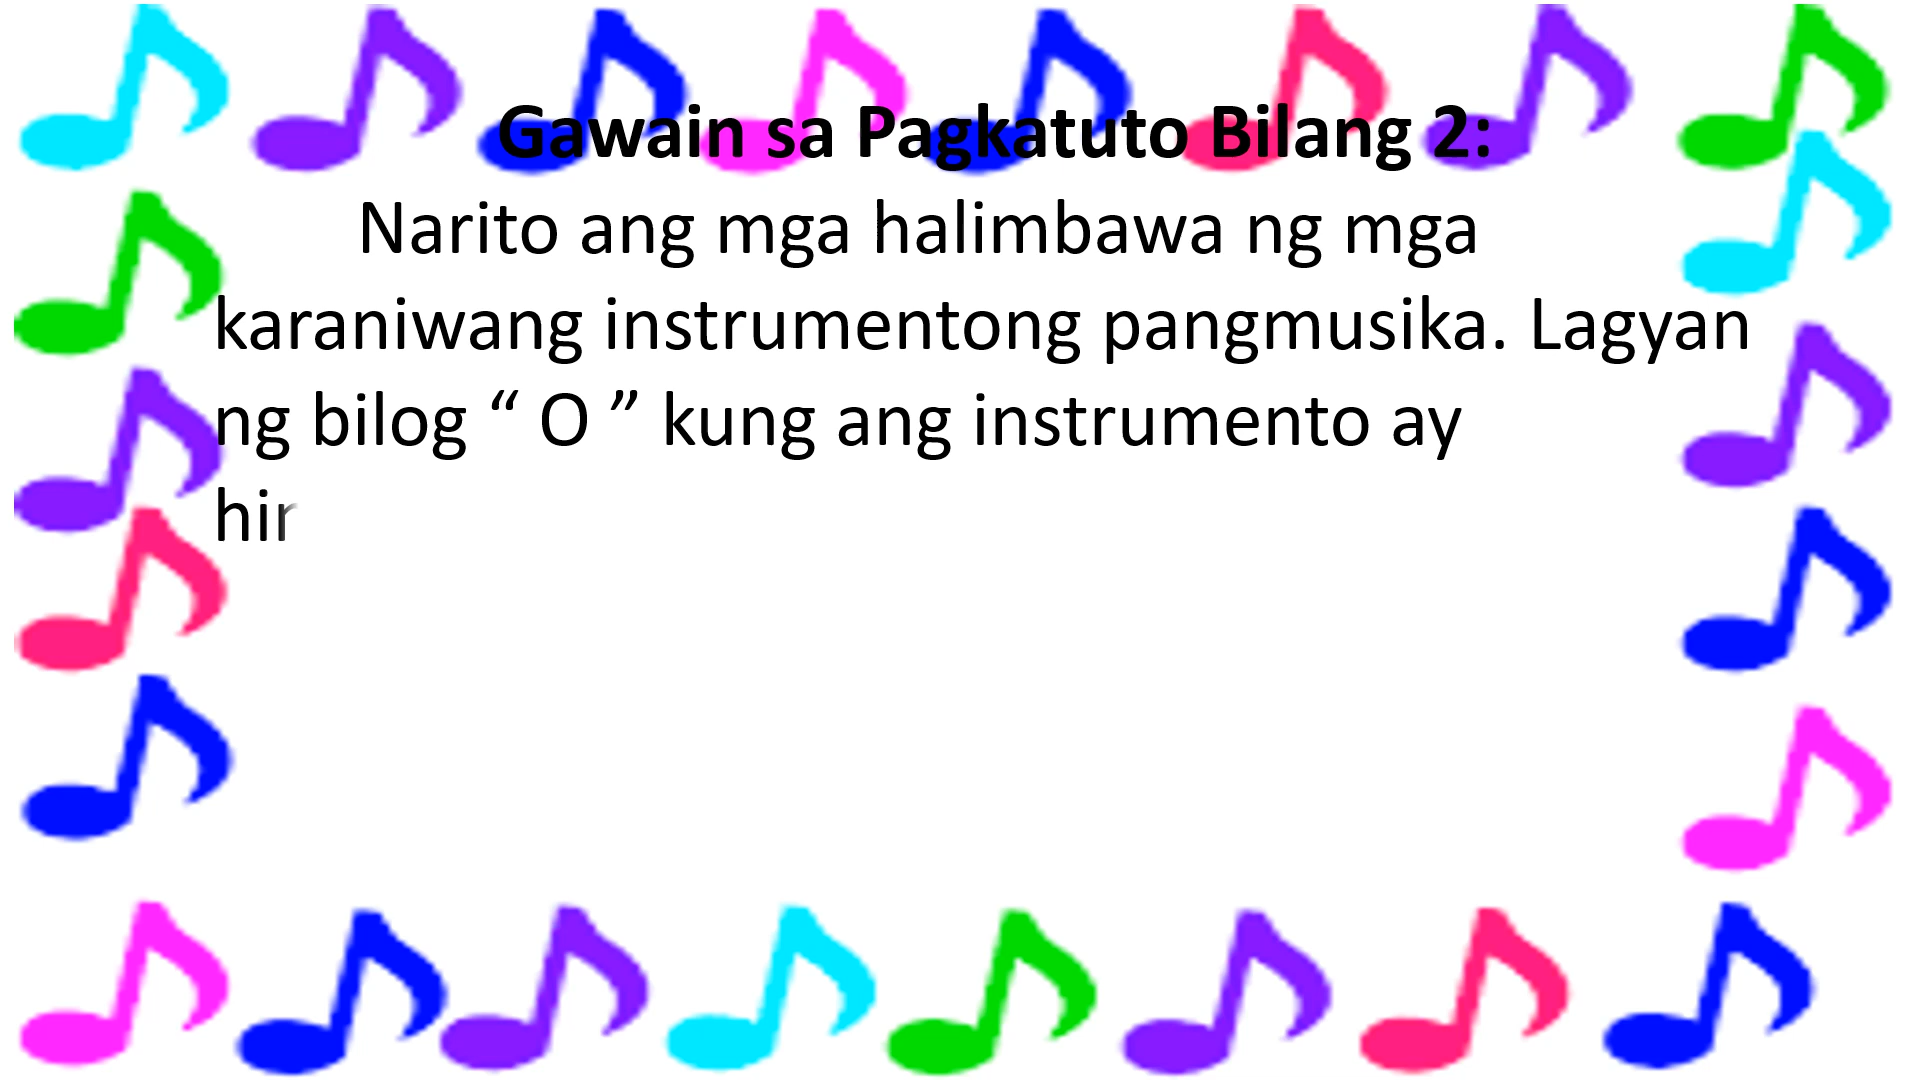 Gawain sa Pagkatuto Bilang 2:
Narito ang mga halimbawa ng mga
karaniwang instrumentong pangmusika. Lagyan
ng bilog “ O ” kung ang instrumento ay